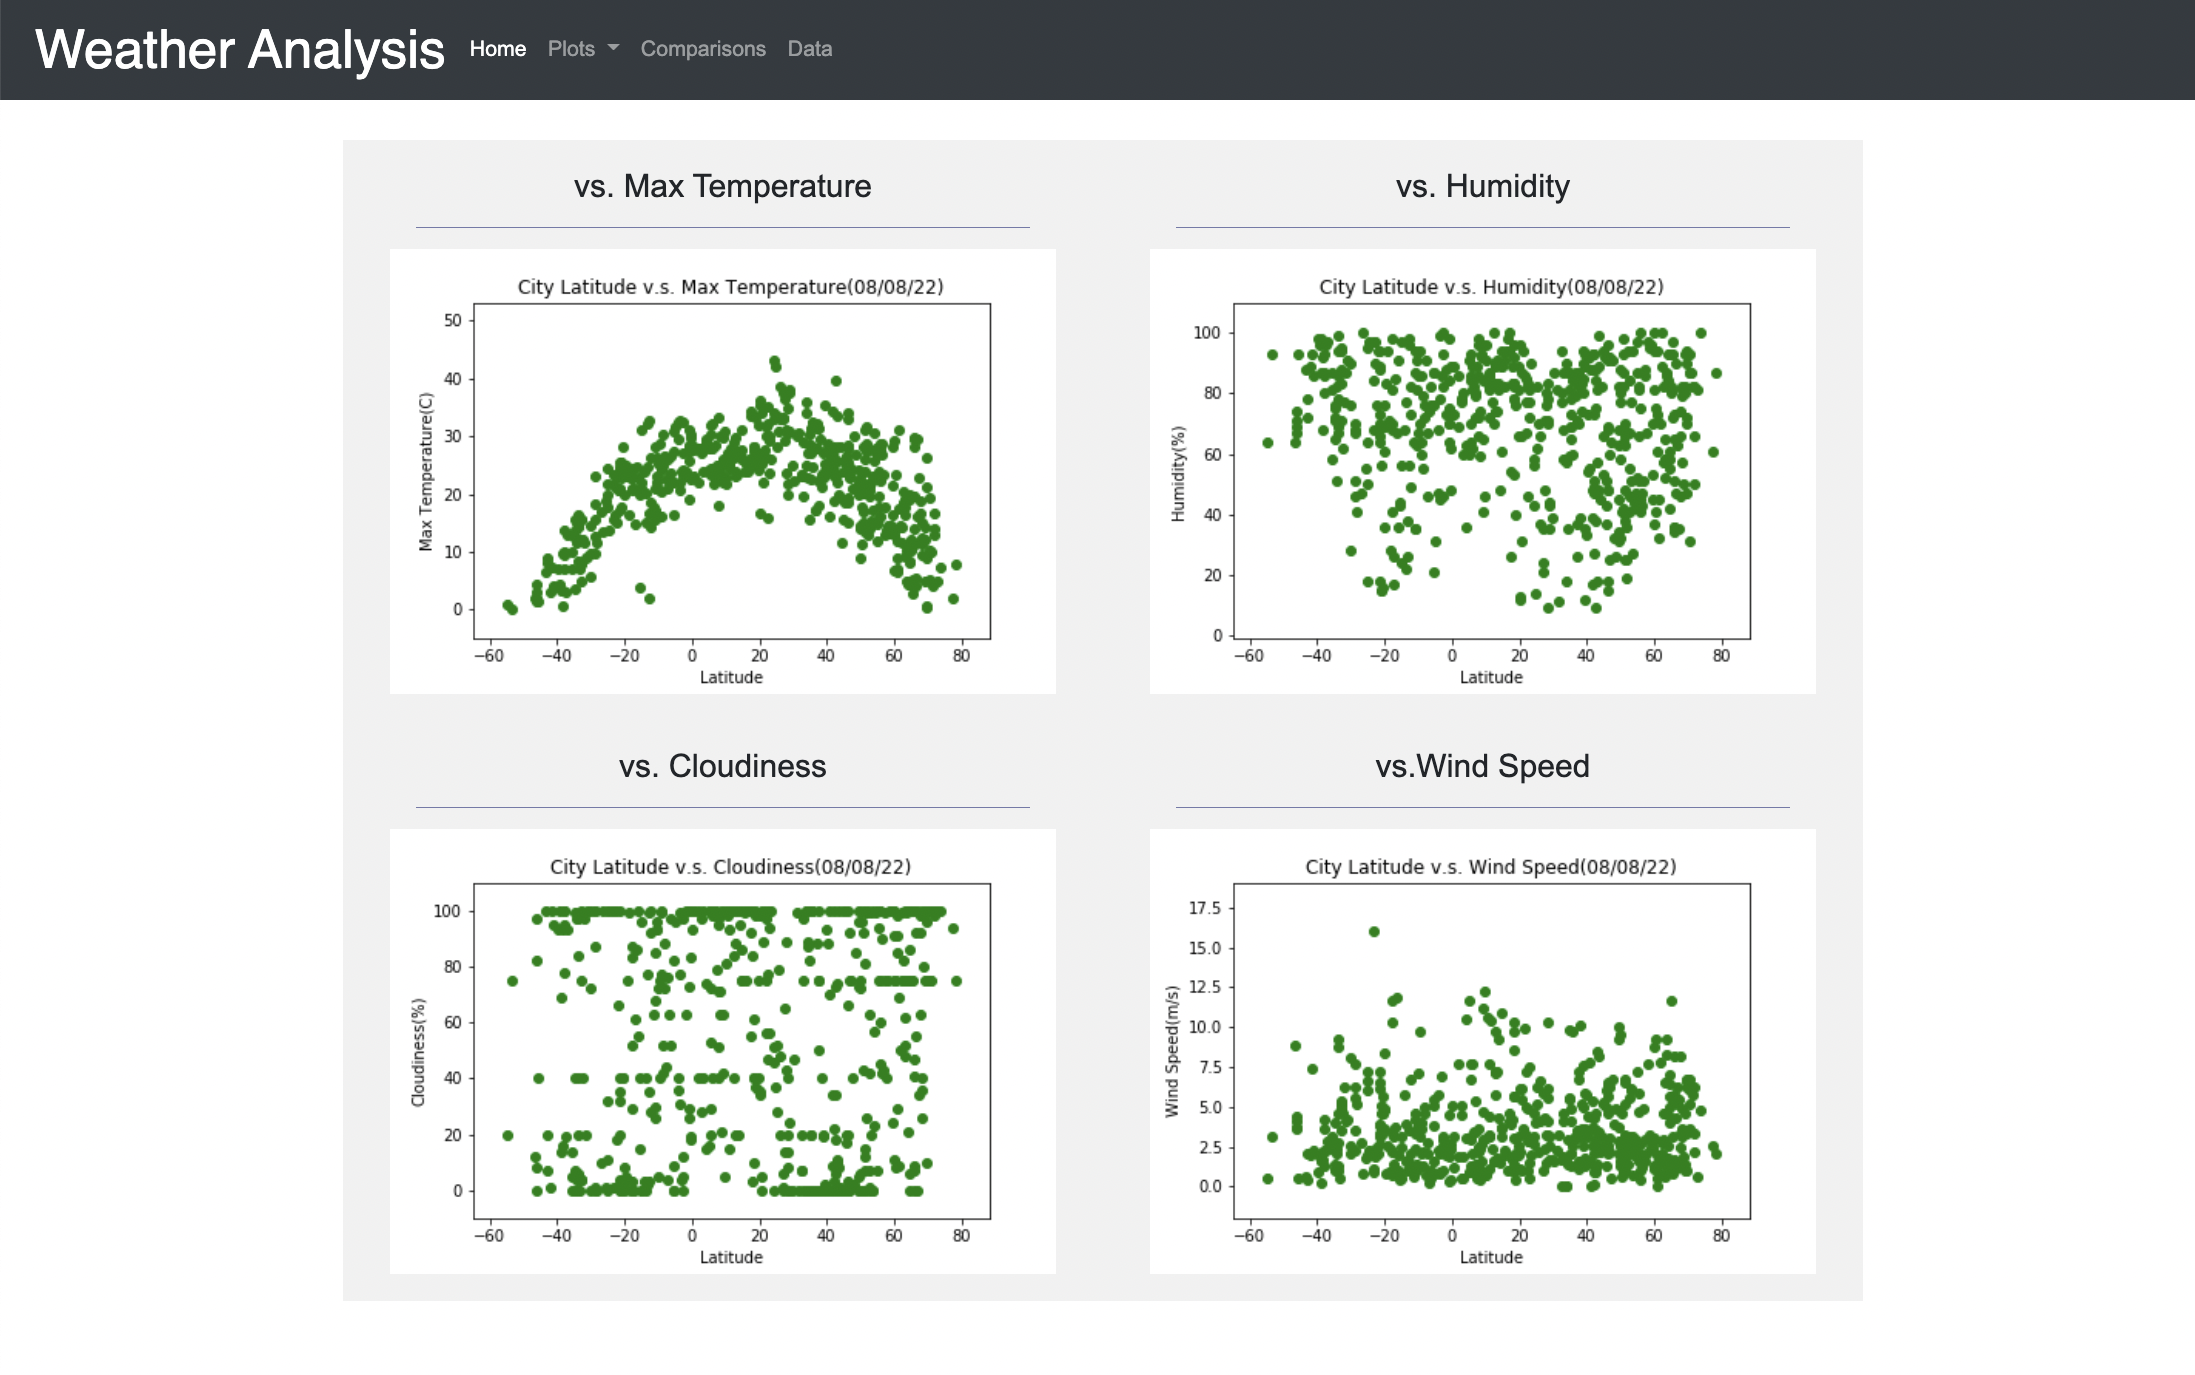 Weather Analysis Home Plots Comparisons Data
vs. Max Temperature
City Latitude v.s. Max Temperature(08/08/22)
50
40
30
20
10
0
Max Temperature(C)
−60 −40 −20 0 20 40 60 80
Latitude
vs. Humidity
City Latitude v.s. Humidity(08/08/22)
100
80
60
40
20
0
Humidity(%)
−60 −40 −20 0 20 40 60 80
Latitude
vs. Cloudiness
City Latitude v.s. Cloudiness(08/08/22)
100
80
60
40
20
0
Cloudiness(%)
−60 −40 −20 0 20 40 60 80
Latitude
vs.Wind Speed
City Latitude v.s. Wind Speed(08/08/22)
17.5
15.0
12.5
10.0
7.5
5.0
2.5
0.0
Wind Speed(m/s)
−60 −40 −20 0 20 40 60 80
Latitude